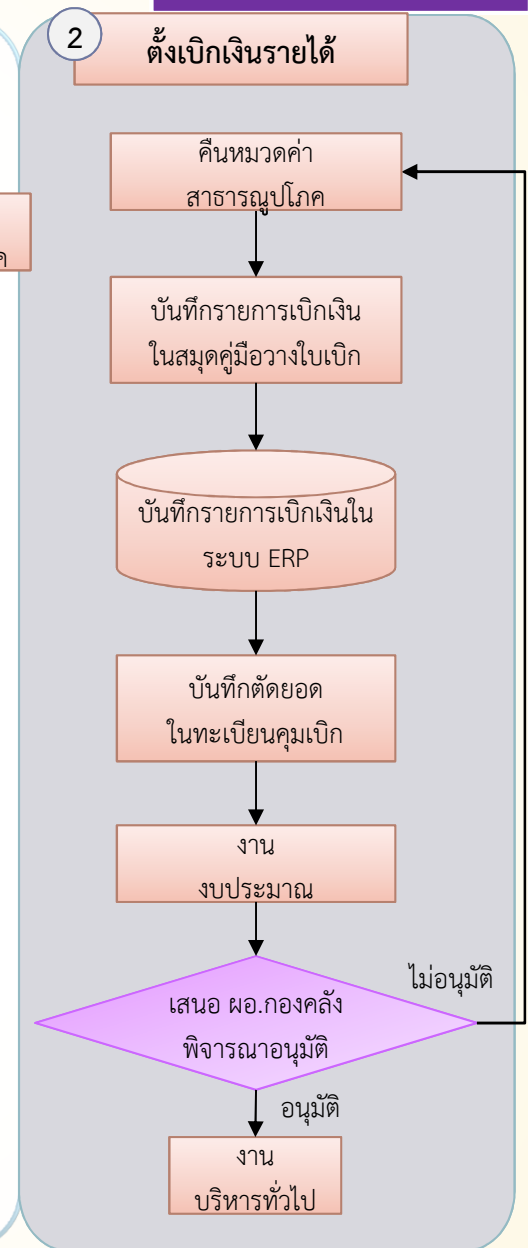 2
ตั้งเบิกเงินรายได้
คืนหมวดค่า
สาธารณูปโภค
ค
บันทึกรายการเบิกเงิน
ในสมุดคู่มือวางใบเบิก
บันทึกรายการเบิกเงินใน
ระบบ ERP
บันทึกตัดยอด
ในทะเบียนคุมเบิก
งาน
งบประมาณ
เสนอ ผอ.กองคลัง
พิจารณาอนุมัติ
ไม่อนุมัติ
อนุมัติ
งาน
บริหารทั่วไป